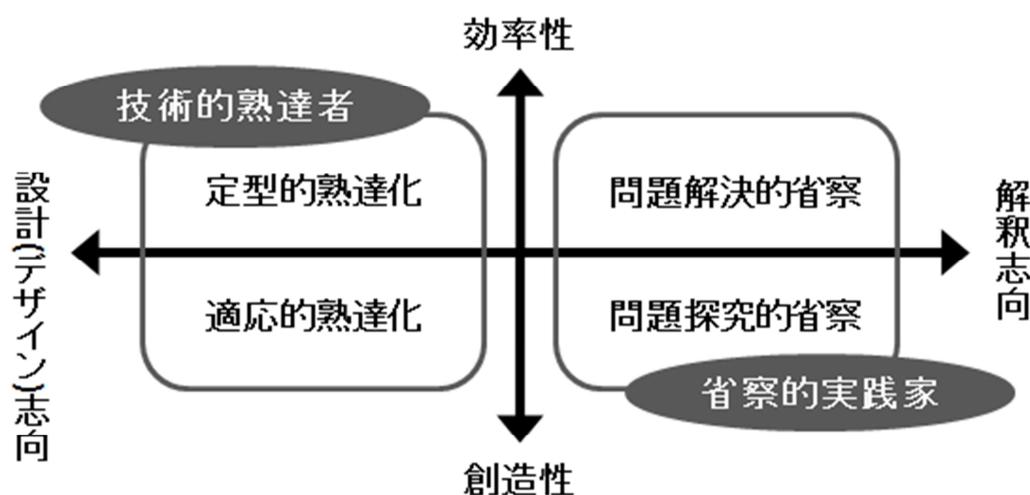 効率性
技術的熟達者
定型的熟達化
問題解決的省察
設計(デザイン)志向
解釈志向
適応的熟達化
問題探究的省察
省察的実践家
創造性